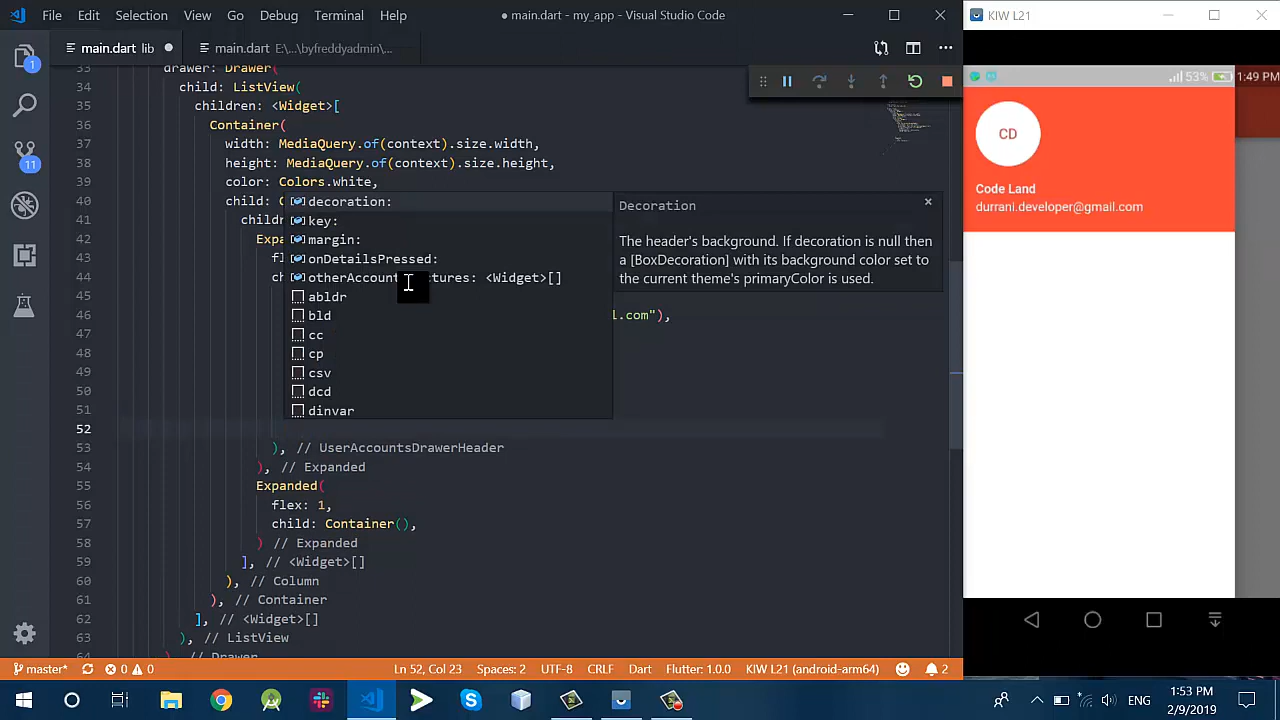 File Edit Selection View Go Debug Terminal Help
● main.dart - my_app - Visual Studio Code
KIW L21
main.dart lib ●
main.dart E:\...\byfreddyadmin\...
1
11
33 drawer: Drawer(
34 child: ListView(
35 children: <Widget>[
36 Container(
37 width: MediaQuery.of(context).size.width,
38 height: MediaQuery.of(context).size.height,
39 color: Colors.white,
40 child: C
41 children
42 Expa
43 fl
44 ch
45
46 l.com"),
47
48
49
50
51
52
53 ), // UserAccountsDrawerHeader
54 ), // Expanded
55 Expanded(
56 flex: 1,
57 child: Container(),
58 ) // Expanded
59 ], // <Widget>[]
60 ), // Column
61 ), // Container
62 ], // <Widget>[]
63 ), // ListView
64 ), // Drawer
decoration:
key:
margin:
onDetailsPressed:
: <Widget>[]
abldr
bld
cc
cp
csv
dcd
dinvar
Decoration ×
The header's background. If decoration is null then
a [BoxDecoration] with its background color set to
the current theme's primaryColor is used.
53% 1:49 PM
CD
Code Land
durrani.developer@gmail.com
master* 0 0 Ln 52, Col 23 Spaces: 2 UTF-8 CRLF Dart Flutter: 1.0.0 KIW L21 (android-arm64) 2
ENG
1:53 PM
2/9/2019